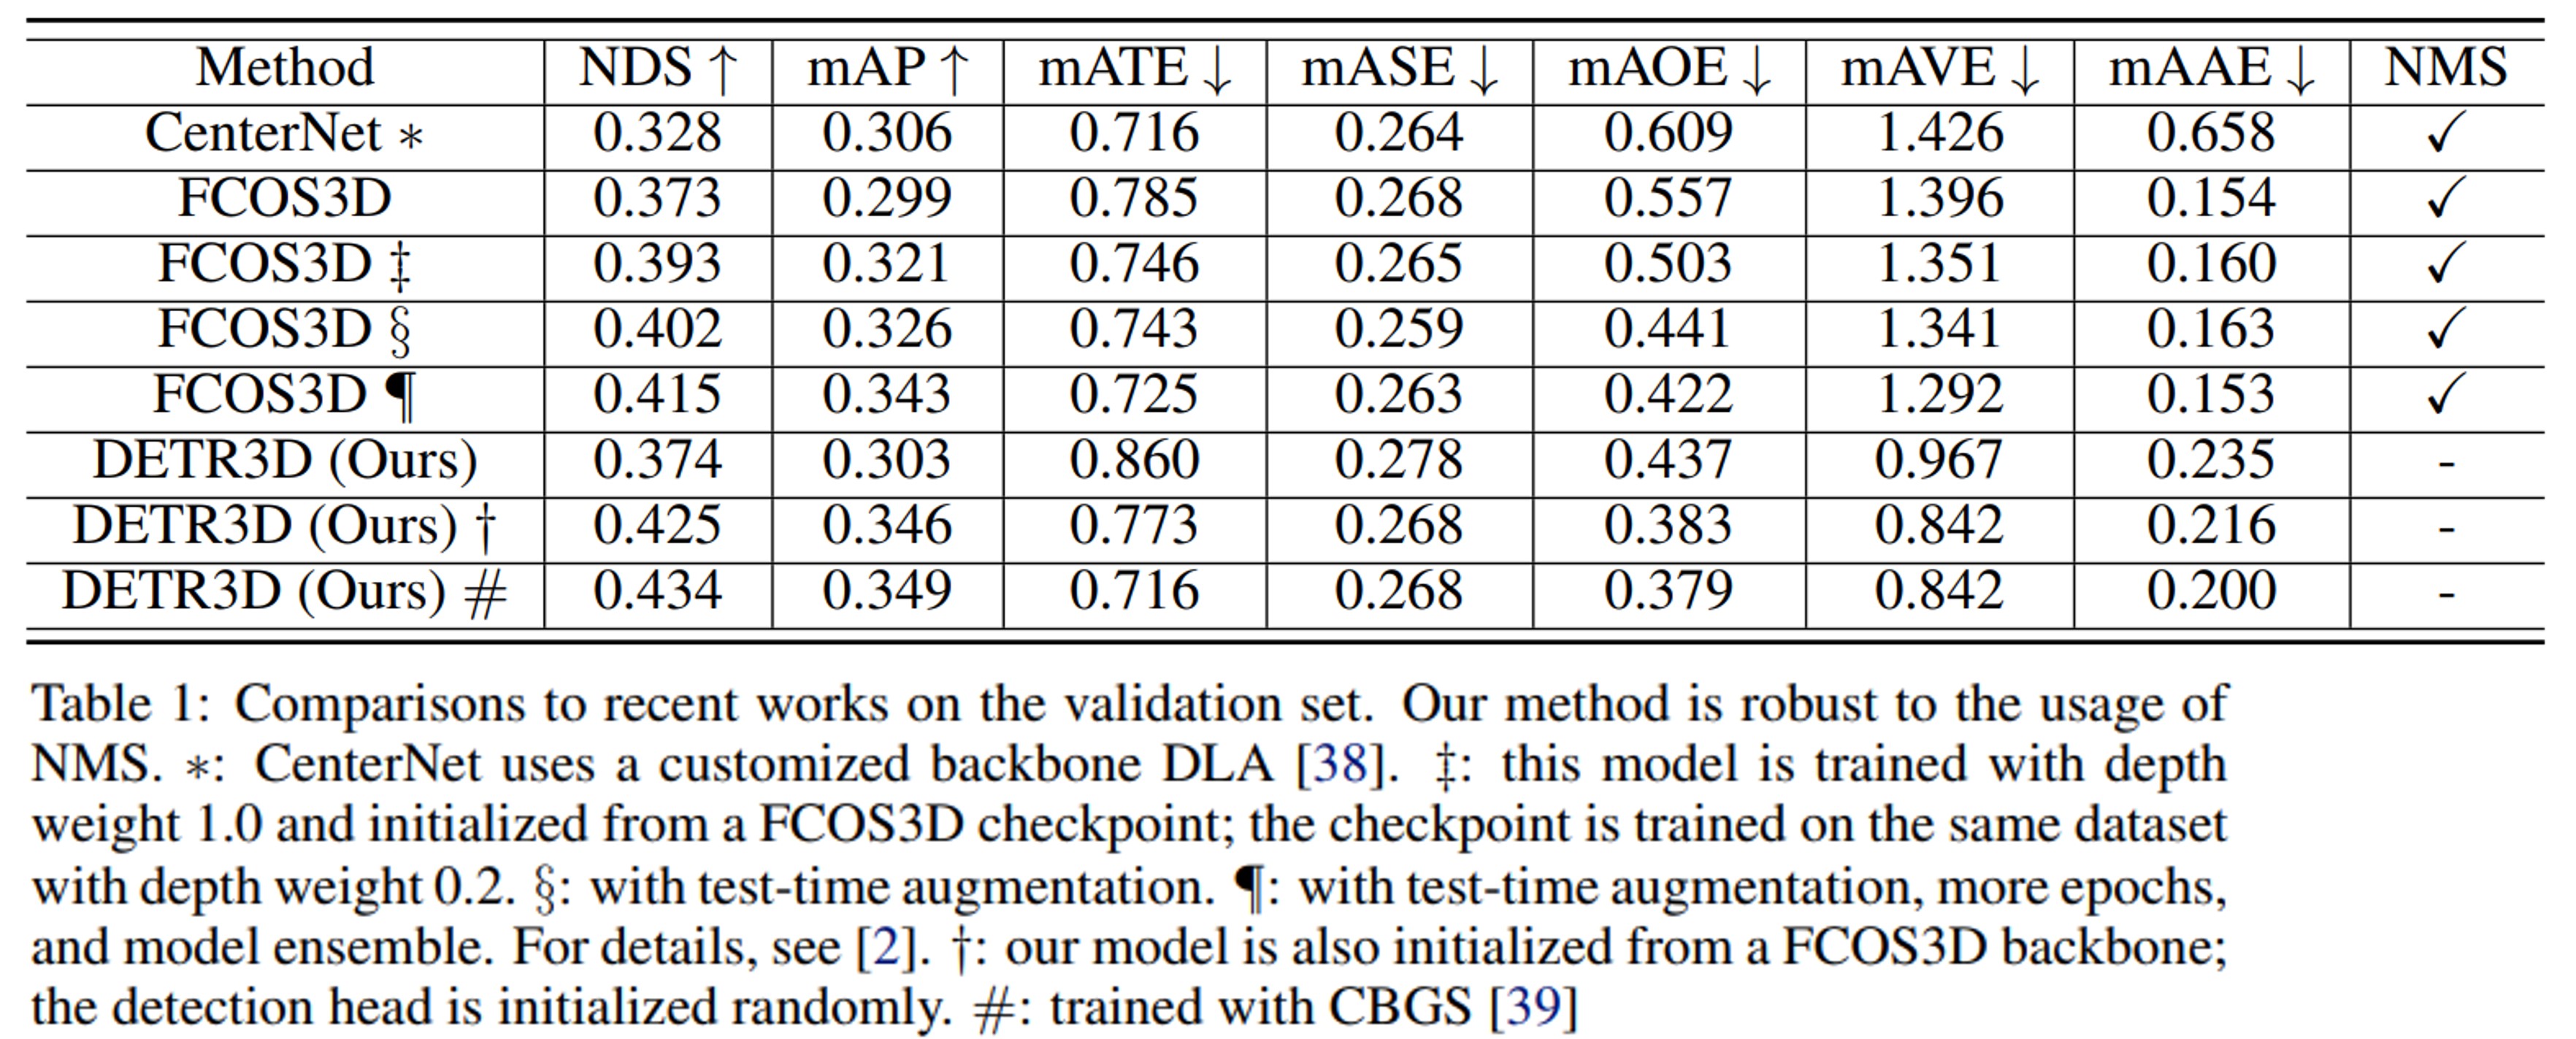 Method NDS ↑ mAP ↑ mATE ↓ mASE ↓ mAOE ↓ mAVE ↓ mAAE ↓ NMS
CenterNet ∗ 0.328 0.306 0.716 0.264 0.609 1.426 0.658 ✓
FCOS3D 0.373 0.299 0.785 0.268 0.557 1.396 0.154 ✓
FCOS3D ‡ 0.393 0.321 0.746 0.265 0.503 1.351 0.160 ✓
FCOS3D § 0.402 0.326 0.743 0.259 0.441 1.341 0.163 ✓
FCOS3D ¶ 0.415 0.343 0.725 0.263 0.422 1.292 0.153 ✓
DETR3D (Ours) 0.374 0.303 0.860 0.278 0.437 0.967 0.235 -
DETR3D (Ours) † 0.425 0.346 0.773 0.268 0.383 0.842 0.216 -
DETR3D (Ours) # 0.434 0.349 0.716 0.268 0.379 0.842 0.200 -
Table 1: Comparisons to recent works on the validation set. Our method is robust to the usage of
NMS. ∗: CenterNet uses a customized backbone DLA [38]. ‡: this model is trained with depth
weight 1.0 and initialized from a FCOS3D checkpoint; the checkpoint is trained on the same dataset
with depth weight 0.2. §: with test-time augmentation. ¶: with test-time augmentation, more epochs,
and model ensemble. For details, see [2]. †: our model is also initialized from a FCOS3D backbone;
the detection head is initialized randomly. #: trained with CBGS [39]